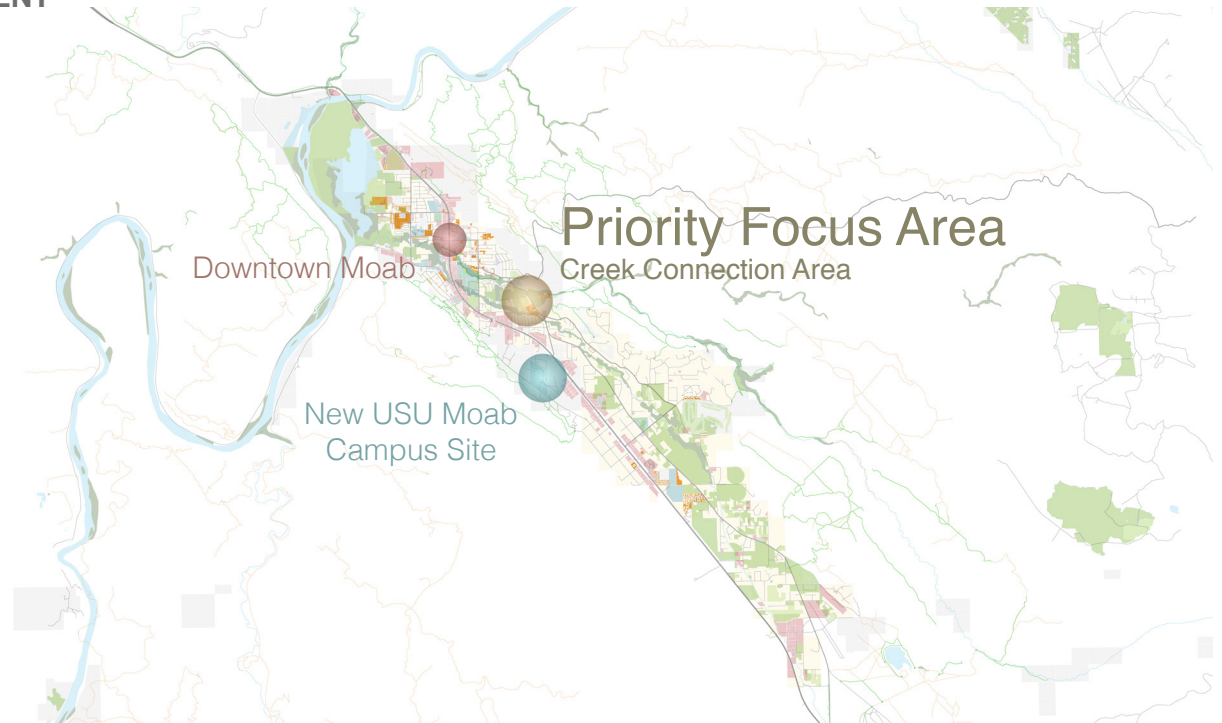 Priority Focus Area
Creek Connection Area
Downtown Moab
New USU Moab
Campus Site